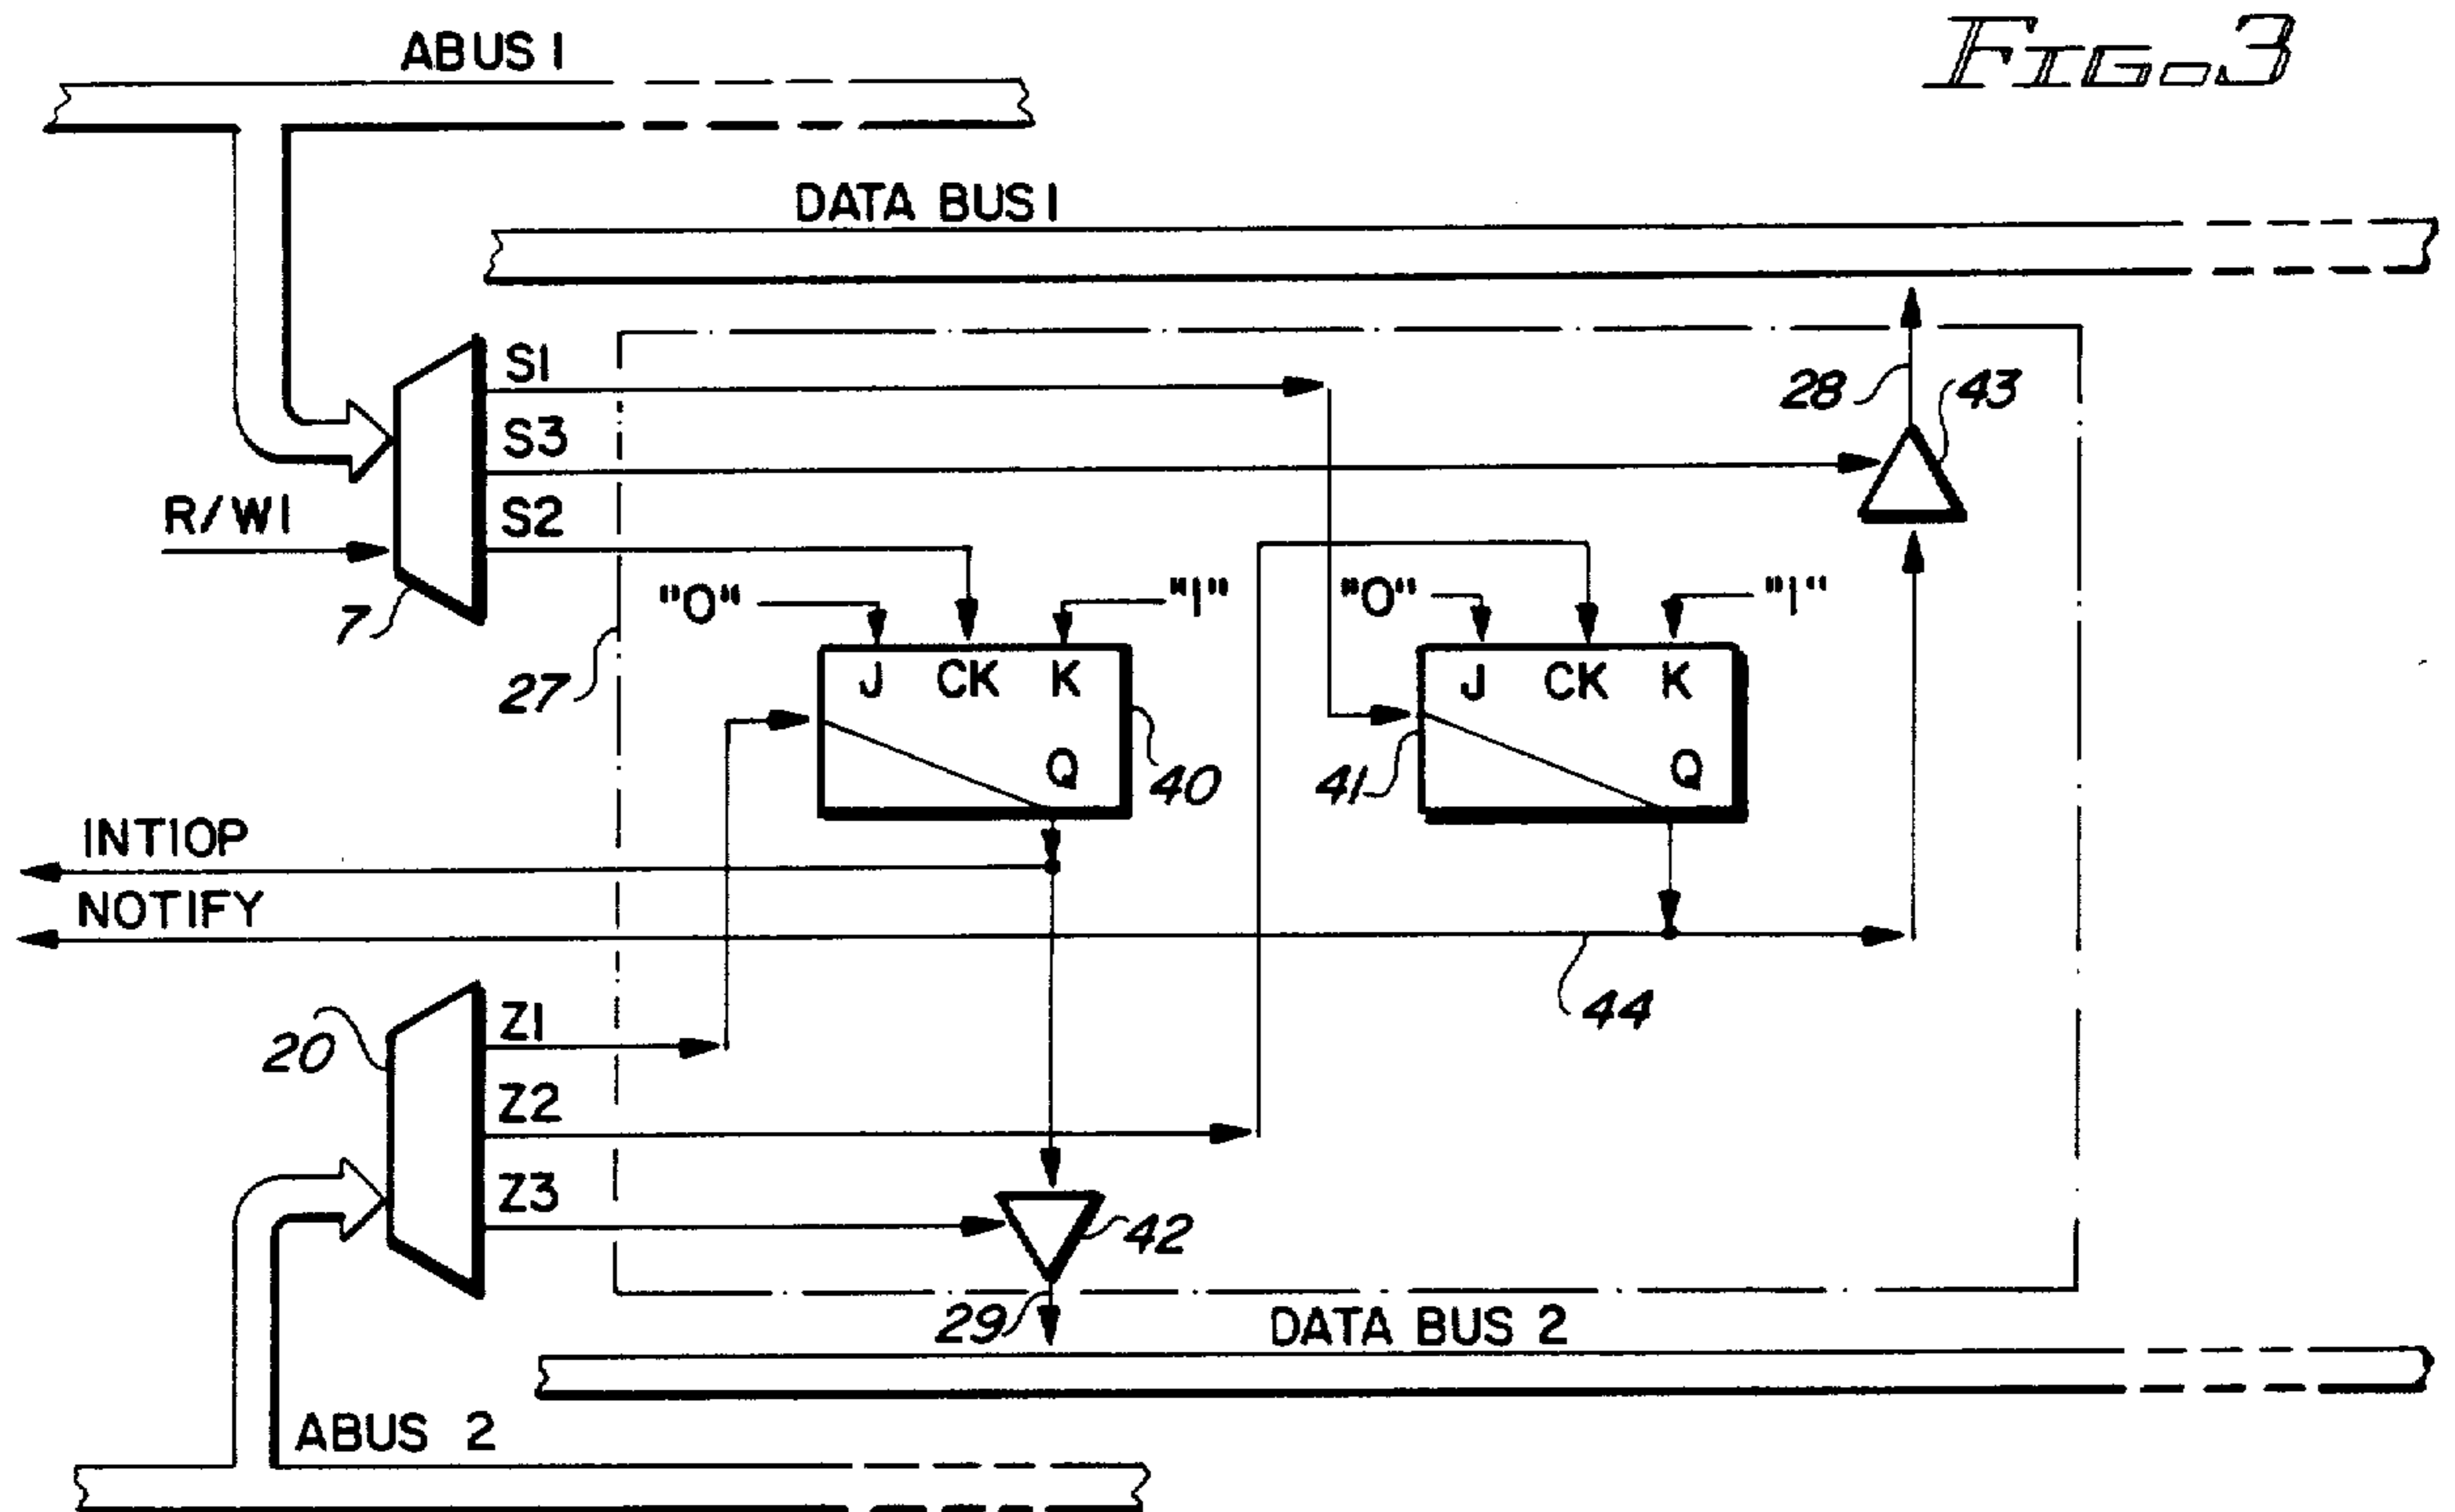 FIG. 3
ABUS 1
DATA BUS 1
S1
S3
28
43
R/W1
S2
7
"0"
"1"
"0"
"1"
27
J CK K
J CK K
Q
40
41
Q
INTIOP
NOTIFY
44
20
Z1
Z2
Z3
42
29
DATA BUS 2
ABUS 2